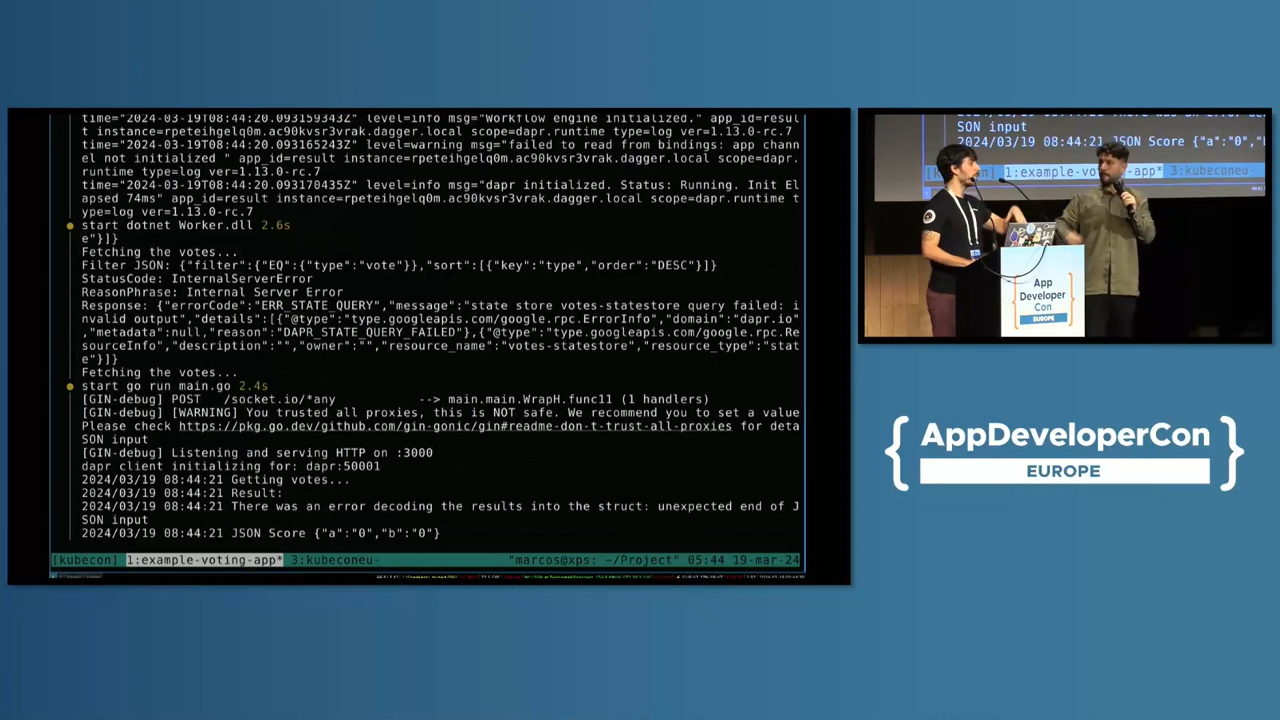 time="2024-03-19T08:44:20.093159343Z" level=info msg="Workflow engine initialized." app_id=resul
t instance=rpeteihgelq0m.ac90kvsr3vrak.dagger.local scope=dapr.runtime type=log ver=1.13.0-rc.7
time="2024-03-19T08:44:20.093165243Z" level=warning msg="failed to read from bindings: app chann
el not initialized " app_id=result instance=rpeteihgelq0m.ac90kvsr3vrak.dagger.local scope=dapr.
runtime type=log ver=1.13.0-rc.7
time="2024-03-19T08:44:20.093170435Z" level=info msg="dapr initialized. Status: Running. Init El
apsed 74ms" app_id=result instance=rpeteihgelq0m.ac90kvsr3vrak.dagger.local scope=dapr.runtime t
ype=log ver=1.13.0-rc.7
start dotnet Worker.dll 2.6s
e"}]}
Fetching the votes...
Filter JSON: {"filter":{"EQ":{"type":"vote"}},"sort":[{"key":"type","order":"DESC"}]}
StatusCode: InternalServerError
ReasonPhrase: Internal Server Error
Response: {"errorCode":"ERR_STATE_QUERY","message":"state store votes-statestore query failed: i
nvalid output","details":[{"@type":"type.googleapis.com/google.rpc.ErrorInfo","domain":"dapr.io"
,"metadata":null,"reason":"DAPR_STATE_QUERY_FAILED"},{"@type":"type.googleapis.com/google.rpc.Re
sourceInfo","description":"","owner":"","resource_name":"votes-statestore","resource_type":"stat
e"}]}
Fetching the votes...
start go run main.go 2.4s
[GIN-debug] POST   /socket.io/*any           --> main.main.WrapH.func11 (1 handlers)
[GIN-debug] [WARNING] You trusted all proxies, this is NOT safe. We recommend you to set a value
Please check https://pkg.go.dev/github.com/gin-gonic/gin#readme-don-t-trust-all-proxies for deta
SON input
[GIN-debug] Listening and serving HTTP on :3000
dapr client initializing for: dapr:50001
2024/03/19 08:44:21 Getting votes...
2024/03/19 08:44:21 Result:
2024/03/19 08:44:21 There was an error decoding the results into the struct: unexpected end of J
SON input
2024/03/19 08:44:21 JSON Score {"a":"0","b":"0"}
[kubecon] 1:example-voting-app* 3:kubeconeu- "marcos@xps: ~/Project" 05:44 19-mar-24
SON input
2024/03/19 08:44:21 JSON Score {"a":"0","
1:example-voting-app* 3:kubeconeu-
App
Developer
Con
EUROPE
{AppDeveloperCon}
EUROPE